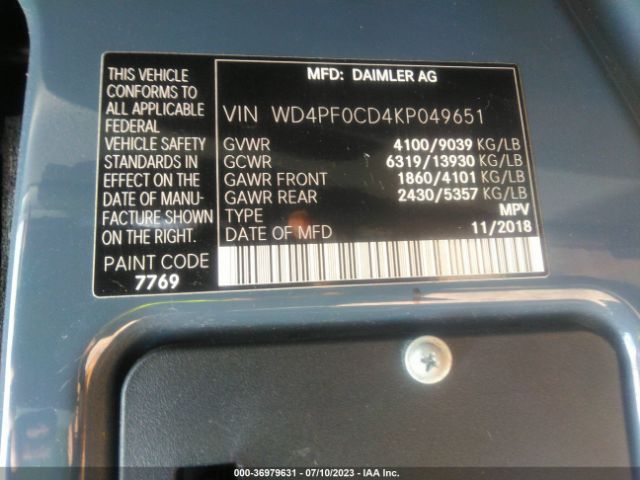 MFD: DAIMLER AG
THIS VEHICLE
CONFORMS TO
ALL APPLICABLE
FEDERAL
VEHICLE SAFETY
STANDARDS IN
EFFECT ON THE
DATE OF MANU-
FACTURE SHOWN
ON THE RIGHT.
PAINT CODE
7769
VIN WD4PF0CD4KP049651
GVWR 4100/9039 KG/LB
GCWR 6319/13930 KG/LB
GAWR FRONT 1860/4101 KG/LB
GAWR REAR 2430/5357 KG/LB
TYPE MPV
DATE OF MFD 11/2018
000-36979631 - 07/10/2023 - IAA Inc.